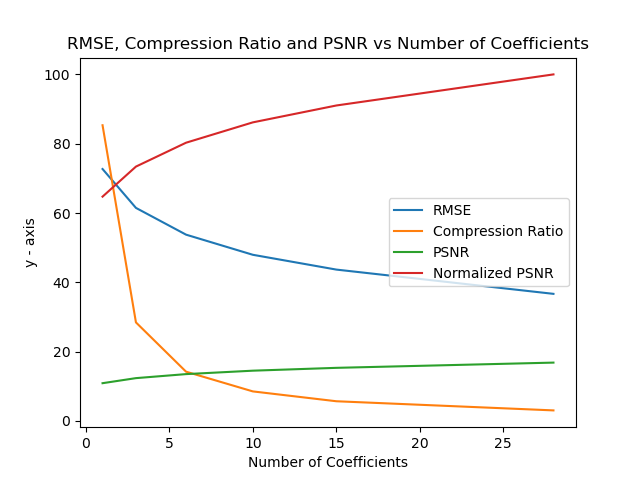 RMSE, Compression Ratio and PSNR vs Number of Coefficients
100
80
60
40
20
0
y - axis
RMSE
Compression Ratio
PSNR
Normalized PSNR
0 5 10 15 20 25
Number of Coefficients